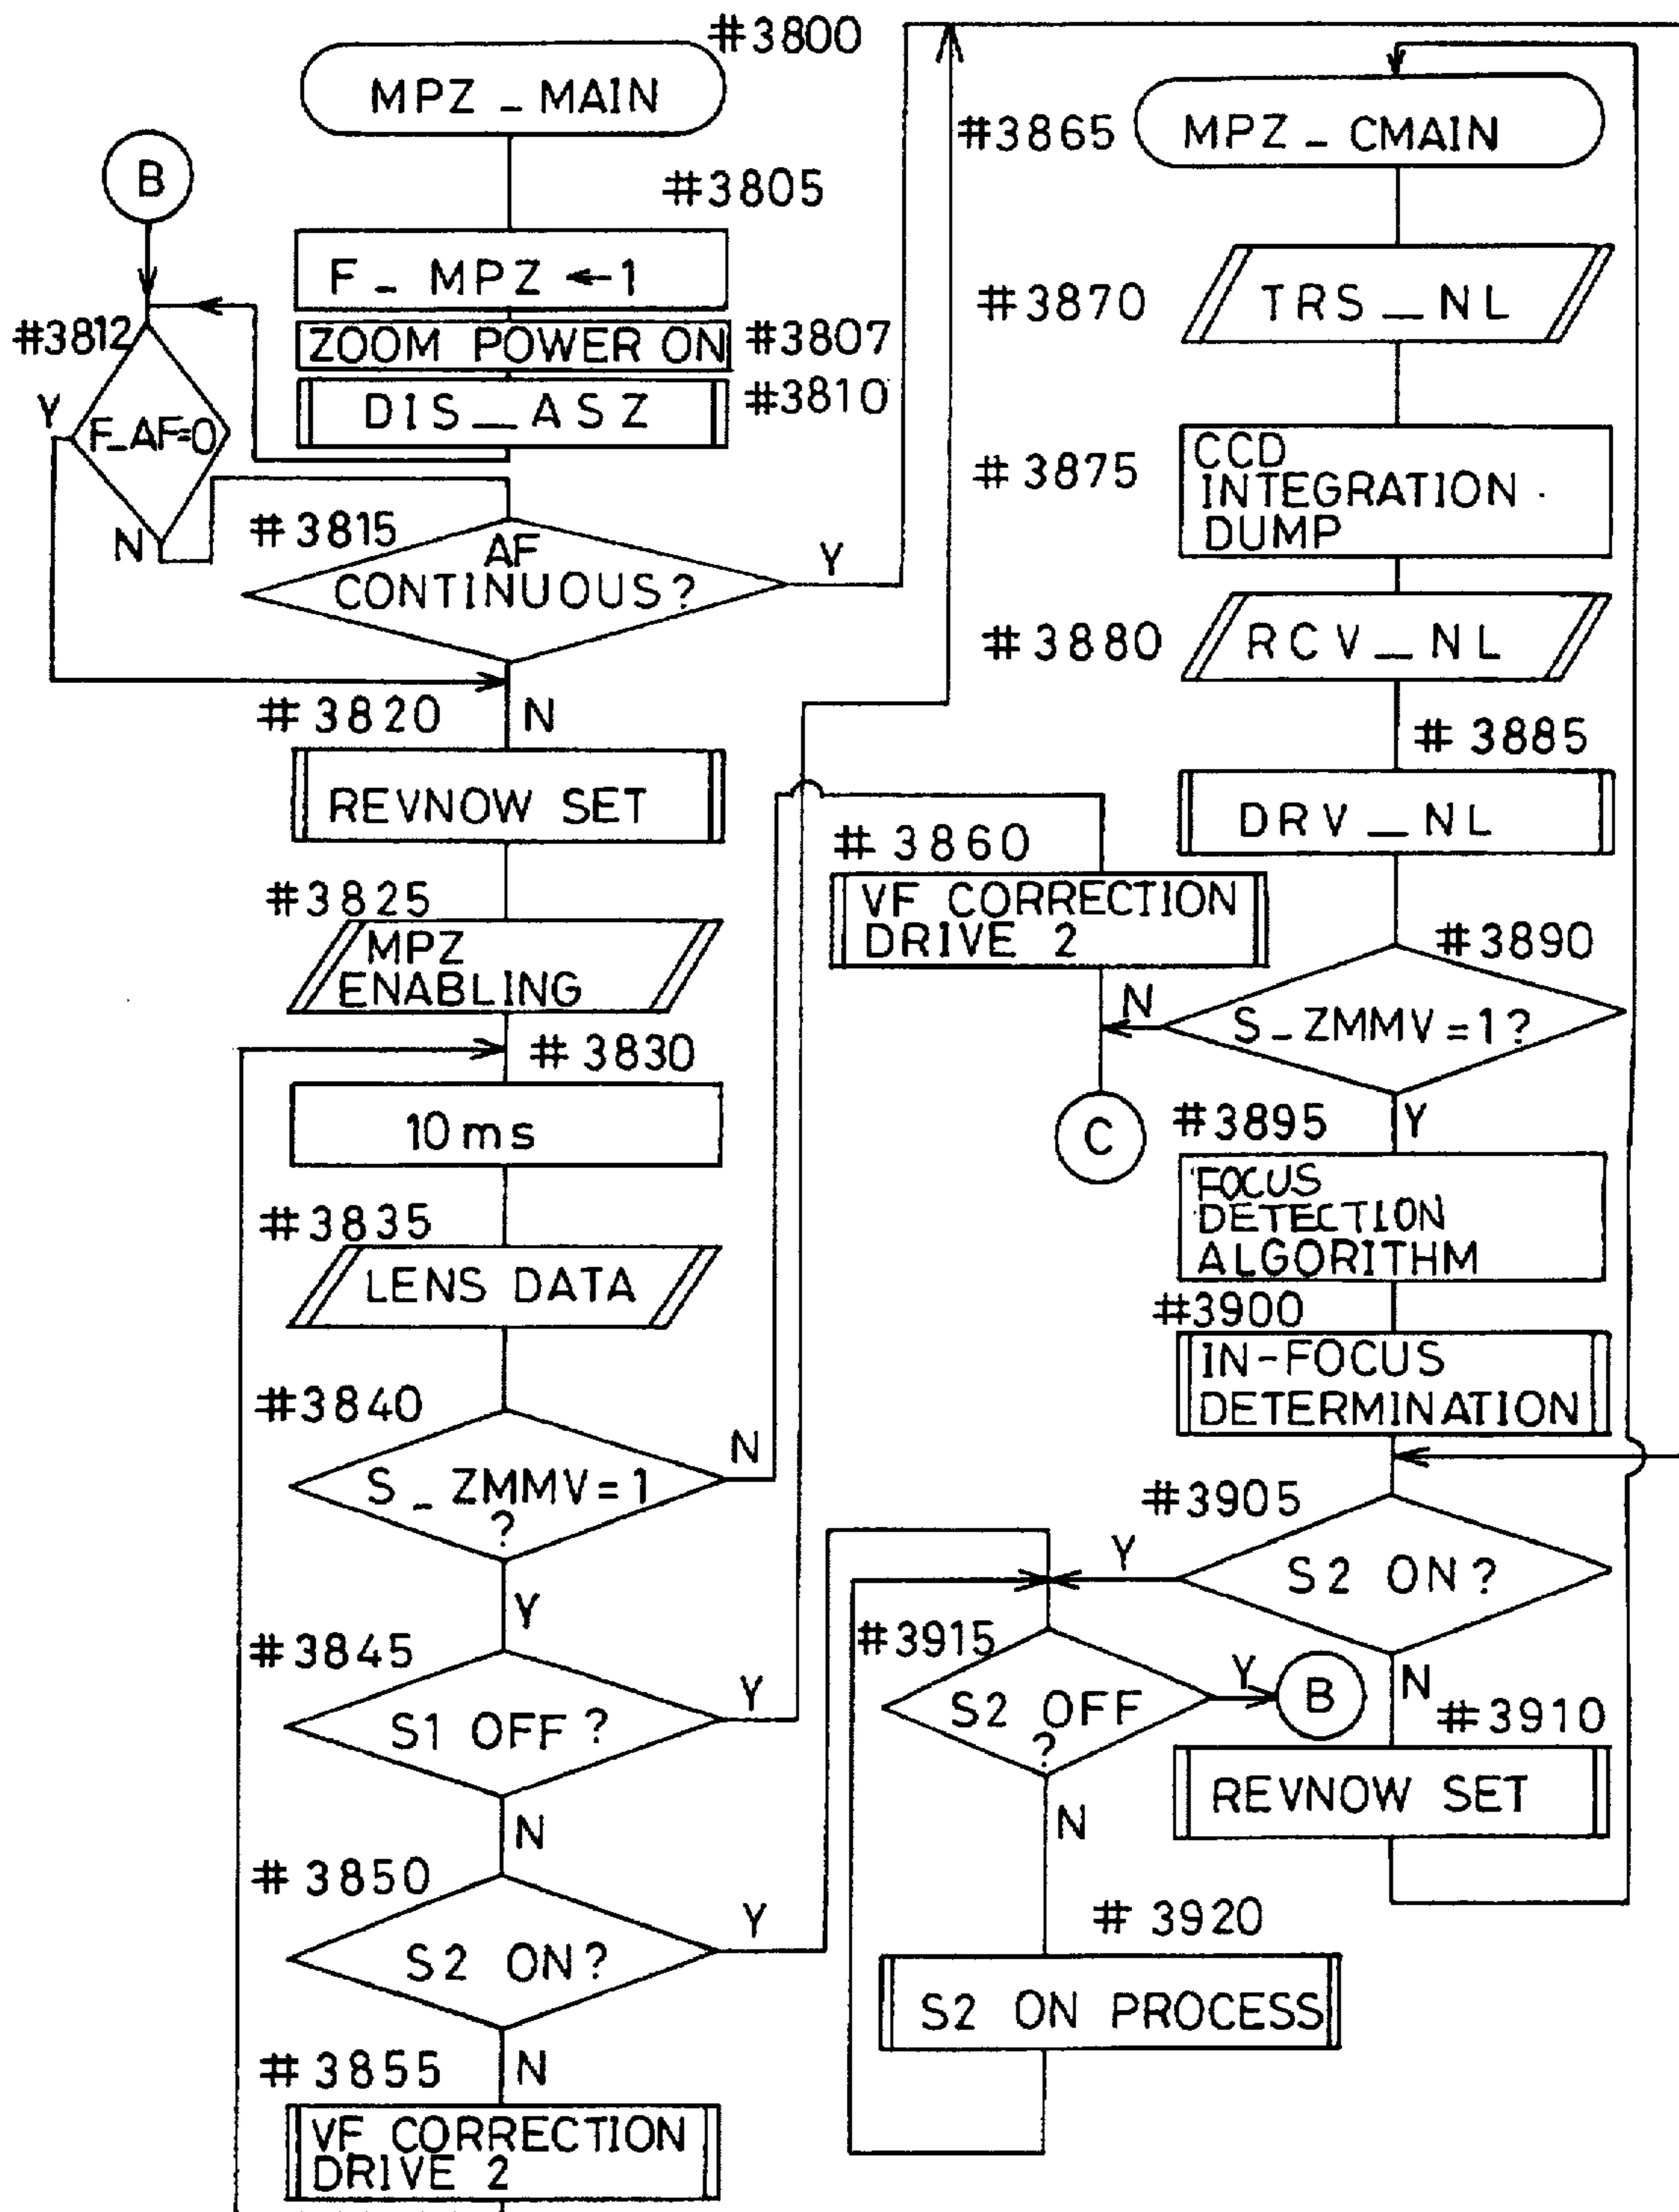 #3800
MPZ_MAIN
B
#3805
F_MPZ ←1
ZOOM POWER ON
#3807
DIS_ASZ
#3810
#3812
Y
F_AF=0
N
#3815
AF
CONTINUOUS?
Y
N
#3820
REVNOW SET
#3825
MPZ
ENABLING
#3830
10ms
#3835
LENS DATA
#3840
S_ZMMV=1
?
N
Y
#3845
S1 OFF?
Y
N
#3850
S2 ON?
Y
N
#3855
VF CORRECTION
DRIVE 2
#3860
VF CORRECTION
DRIVE 2
C
#3865
MPZ_CMAIN
#3870
TRS_NL
#3875
CCD
INTEGRATION
DUMP
#3880
RCV_NL
#3885
DRV_NL
#3890
S_ZMMV=1?
N
Y
#3895
FOCUS
DETECTION
ALGORITHM
#3900
IN-FOCUS
DETERMINATION
#3905
S2 ON?
Y
N
#3910
REVNOW SET
#3915
S2 OFF
?
Y
B
N
#3920
S2 ON PROCESS